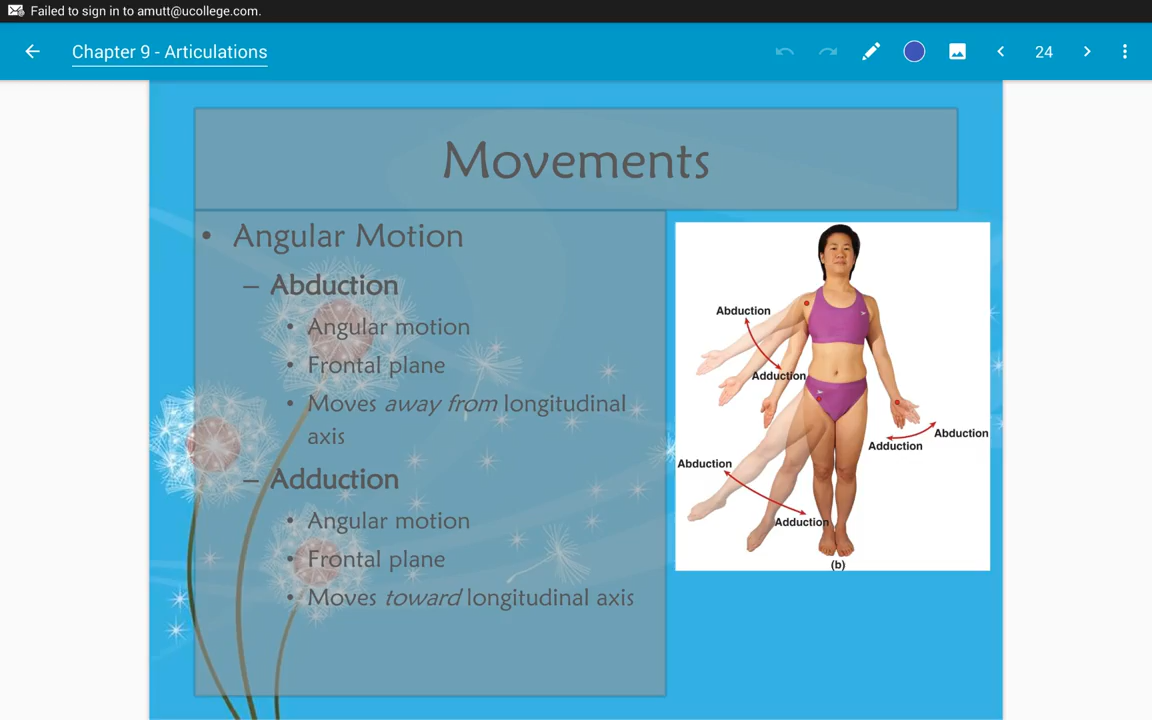 Failed to sign in to amutt@ucollege.com.
Chapter 9 - Articulations
24
Movements
• Angular Motion
– Abduction
• Angular motion
• Frontal plane
• Moves away from longitudinal
axis
– Adduction
• Angular motion
• Frontal plane
• Moves toward longitudinal axis
Abduction
Adduction
Abduction
Adduction
Abduction
Adduction
(b)